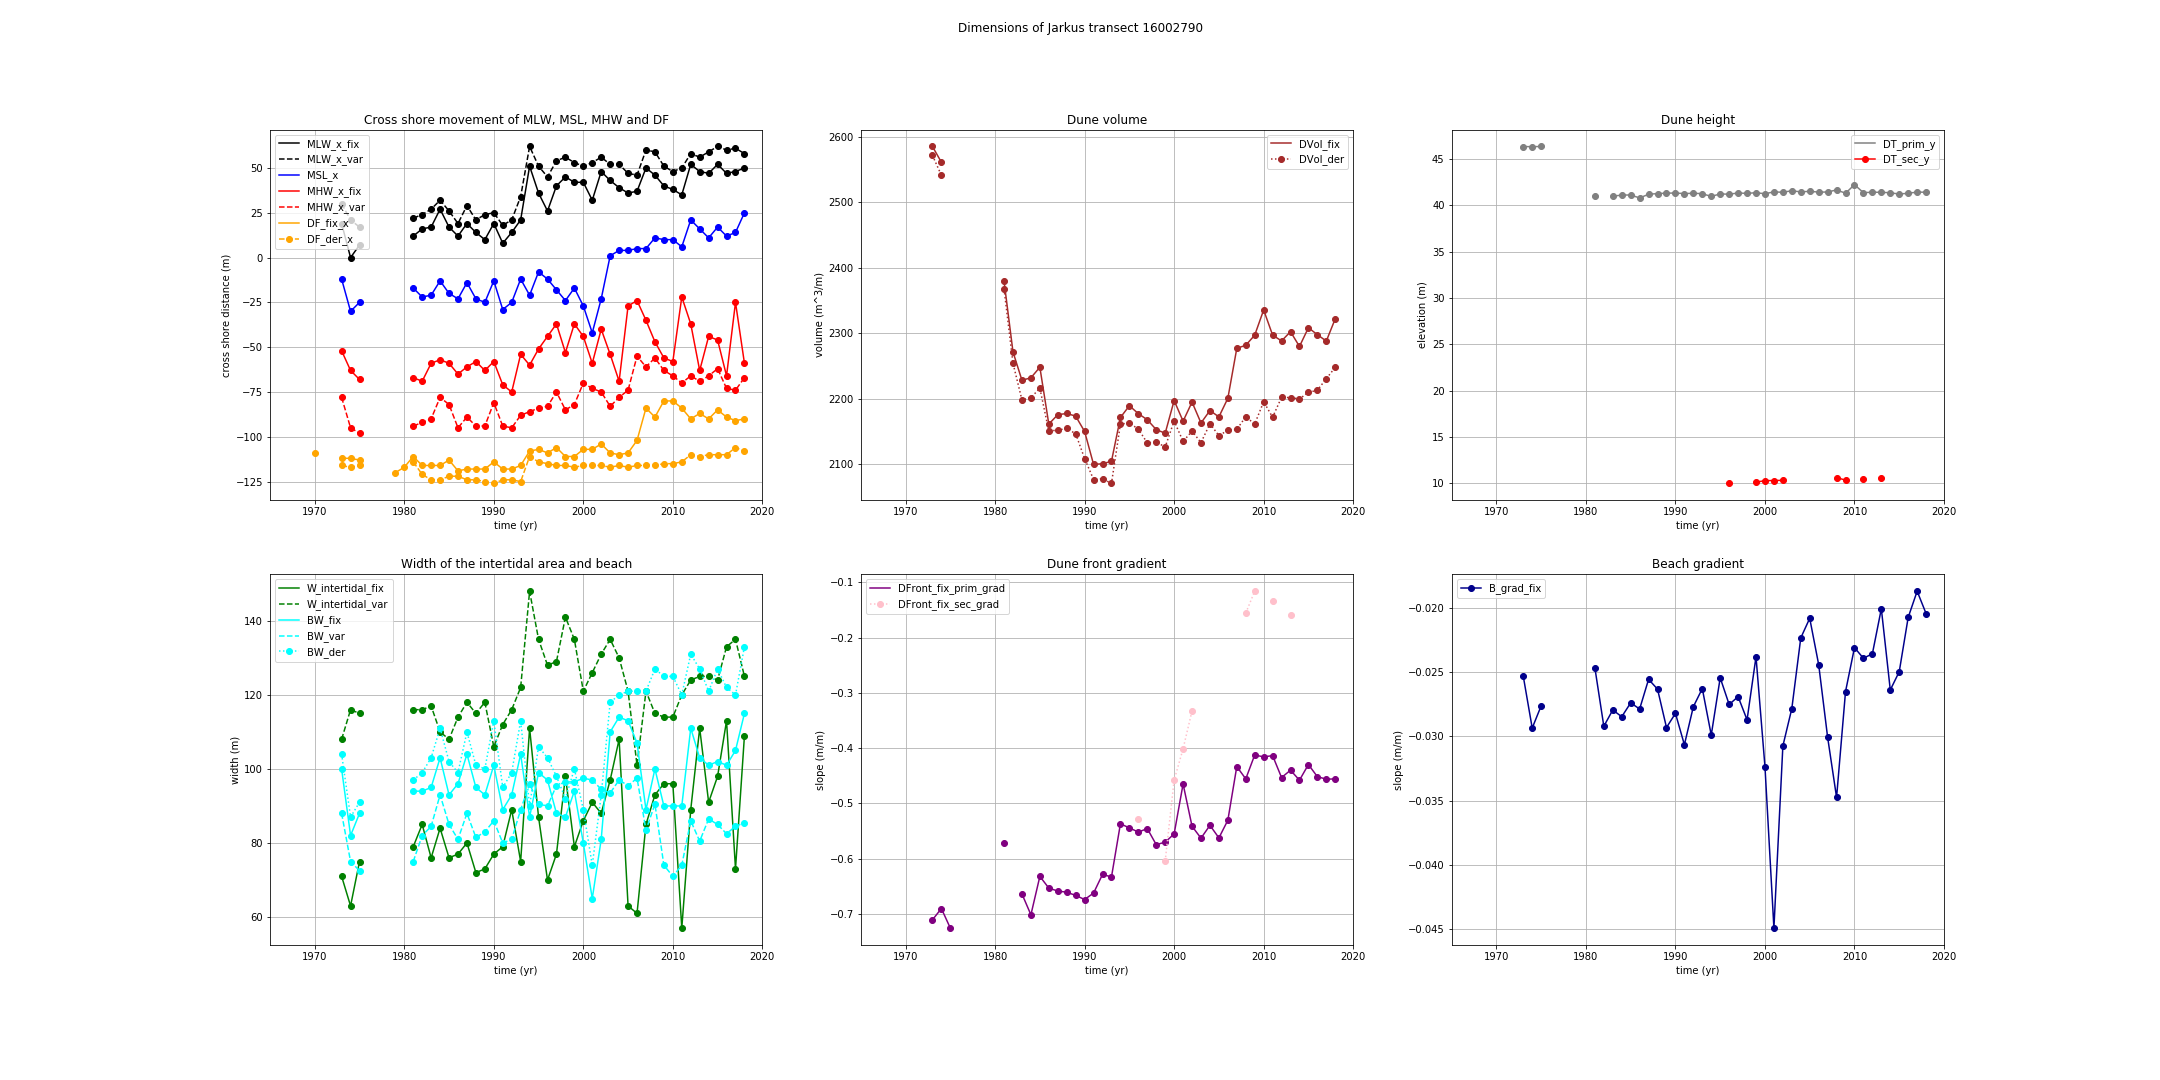 Dimensions of Jarkus transect 16002790
Cross shore movement of MLW, MSL, MHW and DF
MLW_x_fix
MLW_x_var
MSL_x
MHW_x_fix
MHW_x_var
DF_fix_x
DF_der_x
50
25
0
−25
−50
−75
−100
−125
cross shore distance (m)
1970 1980 1990 2000 2010 2020
time (yr)
Dune volume
DVol_fix
DVol_der
2600
2500
2400
2300
2200
2100
volume (m^3/m)
1970 1980 1990 2000 2010 2020
time (yr)
Dune height
DT_prim_y
DT_sec_y
45
40
35
30
25
20
15
10
elevation (m)
1970 1980 1990 2000 2010 2020
time (yr)
Width of the intertidal area and beach
W_intertidal_fix
W_intertidal_var
BW_fix
BW_var
BW_der
140
120
100
80
60
width (m)
1970 1980 1990 2000 2010 2020
time (yr)
Dune front gradient
DFront_fix_prim_grad
DFront_fix_sec_grad
−0.1
−0.2
−0.3
−0.4
−0.5
−0.6
−0.7
slope (m/m)
1970 1980 1990 2000 2010 2020
time (yr)
Beach gradient
B_grad_fix
−0.020
−0.025
−0.030
−0.035
−0.040
−0.045
slope (m/m)
1970 1980 1990 2000 2010 2020
time (yr)